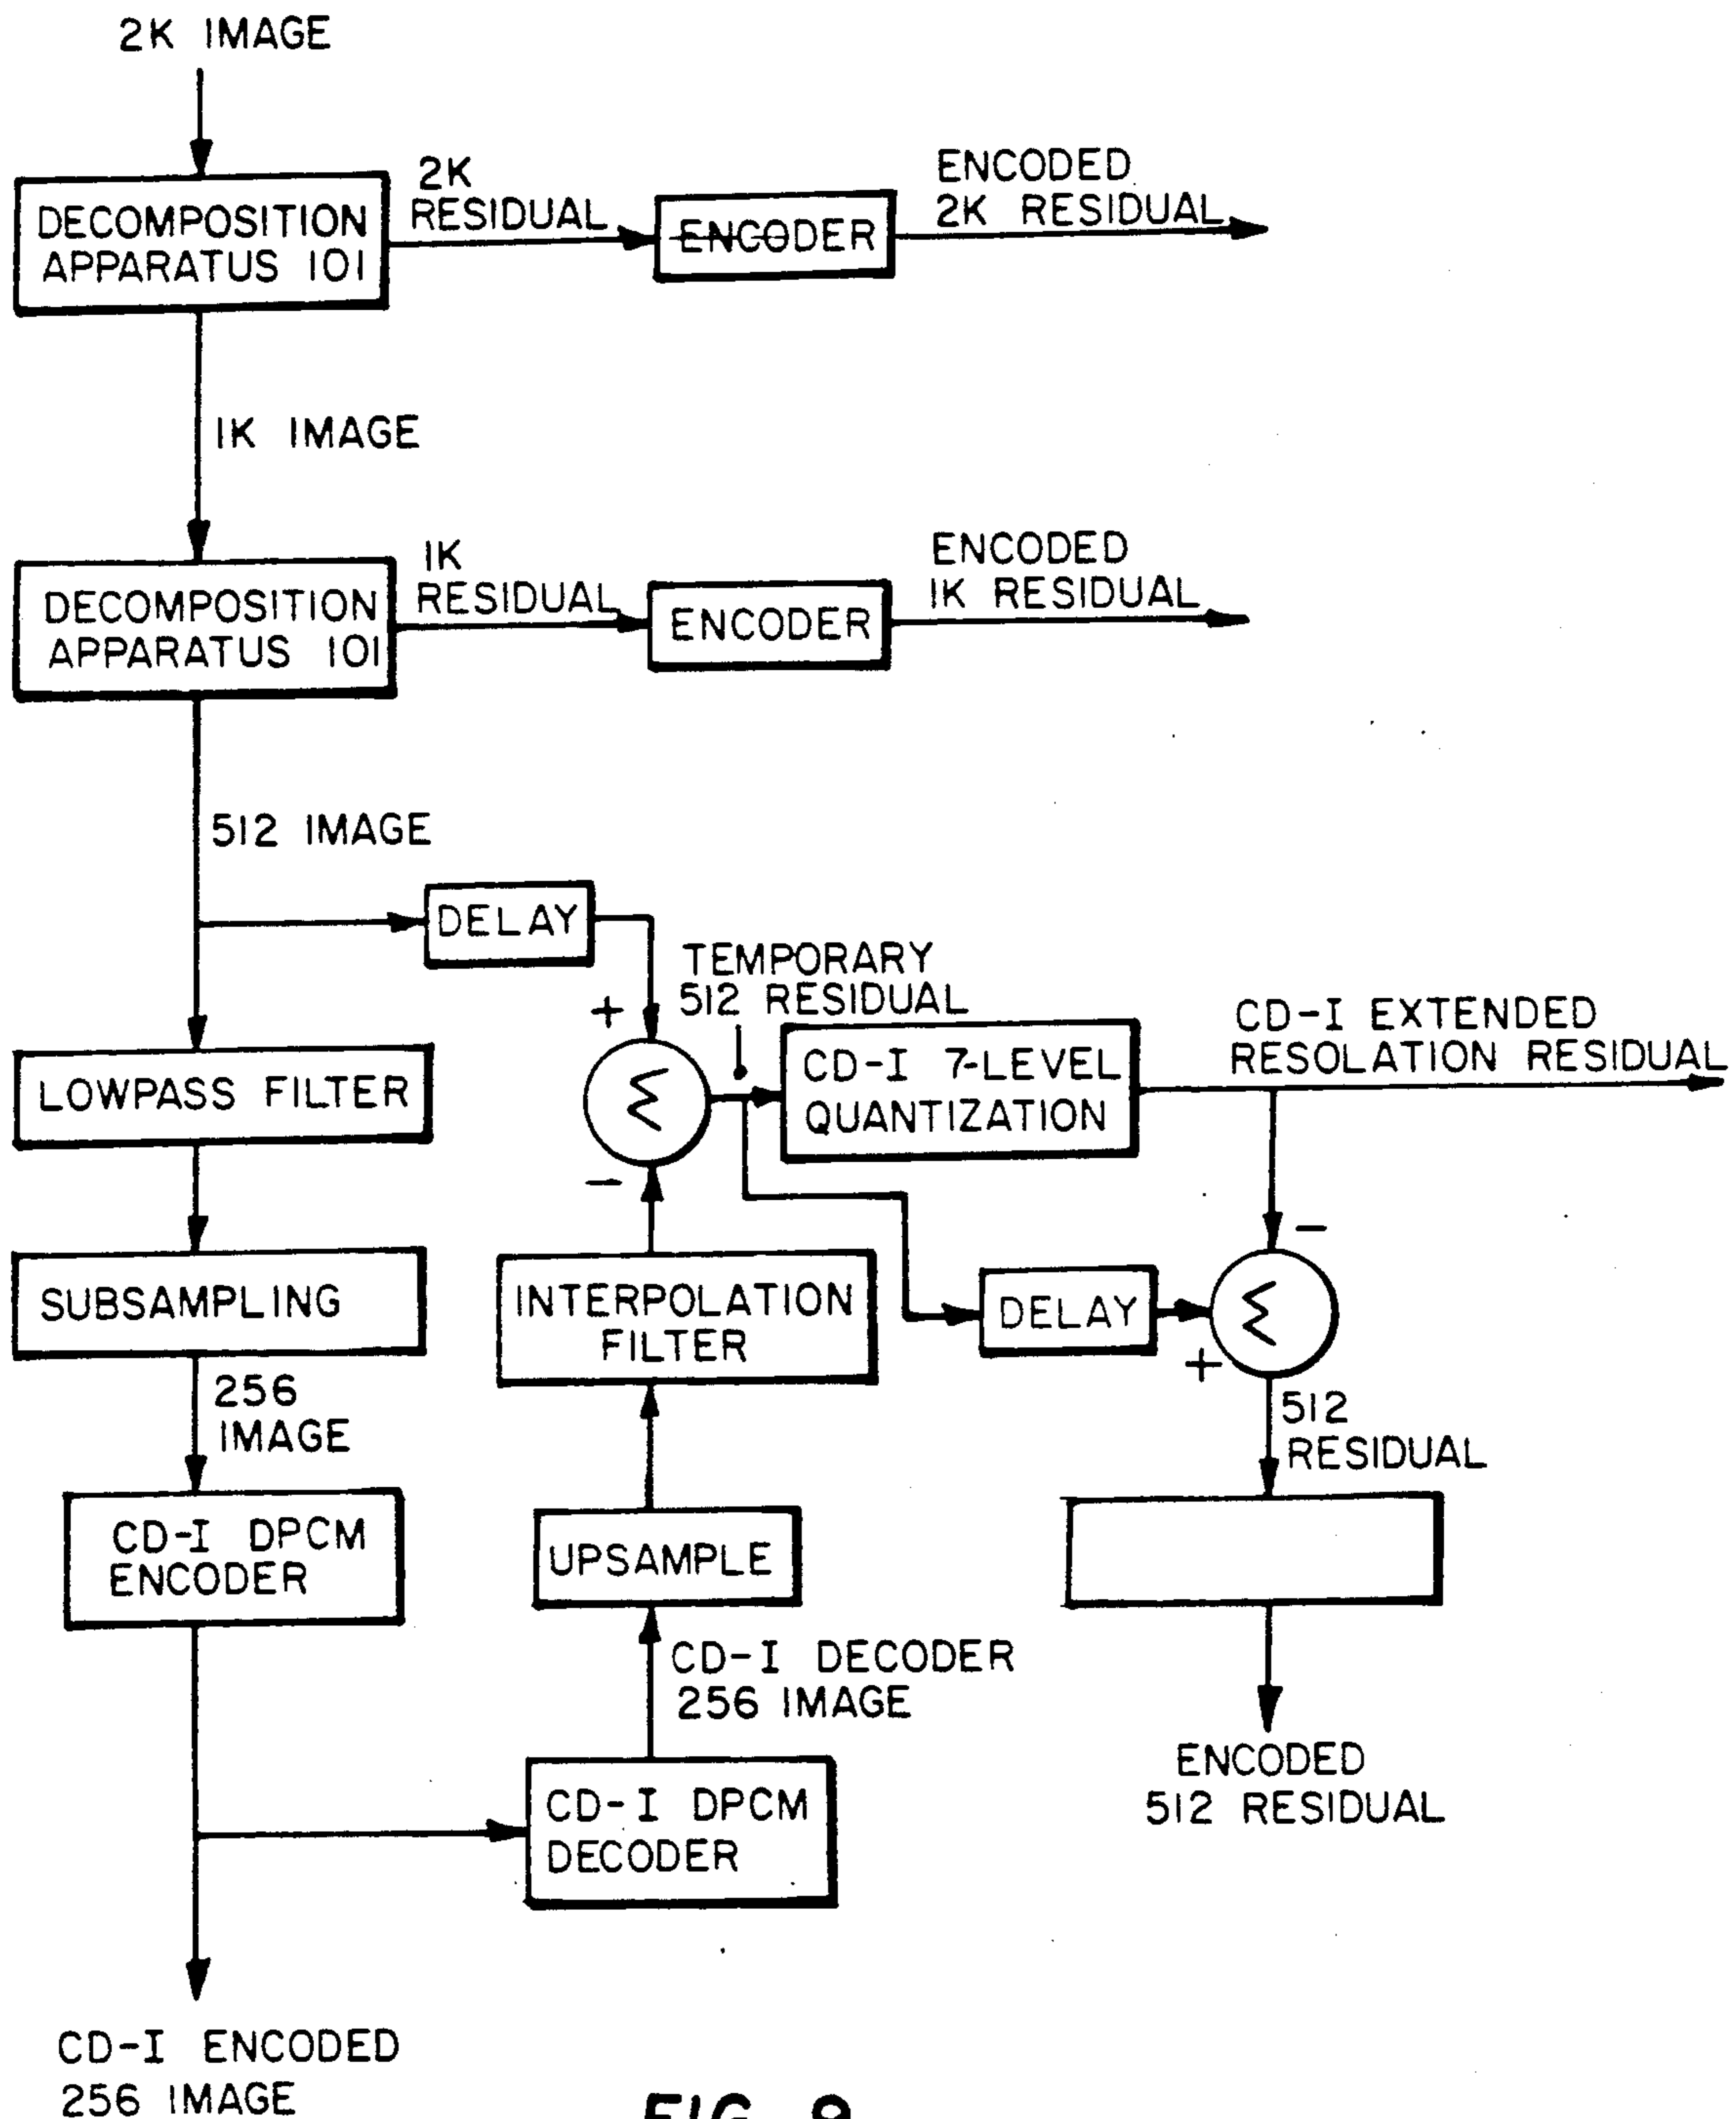 2K IMAGE
DECOMPOSITION
APPARATUS 101
2K
RESIDUAL
ENCODER
ENCODED
2K RESIDUAL
1K IMAGE
DECOMPOSITION
APPARATUS 101
1K
RESIDUAL
ENCODER
ENCODED
1K RESIDUAL
512 IMAGE
DELAY
TEMPORARY
512 RESIDUAL
+
Σ
−
CD-I 7-LEVEL
QUANTIZATION
CD-I EXTENDED
RESOLATION RESIDUAL
LOWPASS FILTER
SUBSAMPLING
INTERPOLATION
FILTER
DELAY
−
Σ
+
256
IMAGE
512
RESIDUAL
CD-I DPCM
ENCODER
UPSAMPLE
CD-I DECODER
256 IMAGE
CD-I DPCM
DECODER
ENCODED
512 RESIDUAL
CD-I ENCODED
256 IMAGE